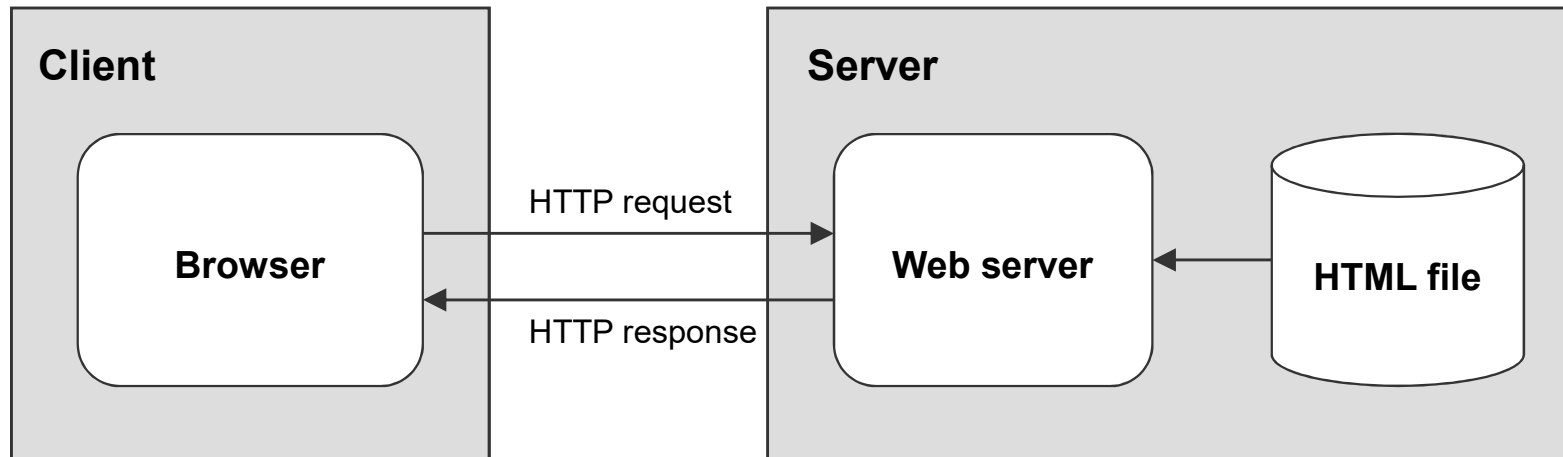 Client
Server
HTTP request
Browser
Web server
HTML file
HTTP response